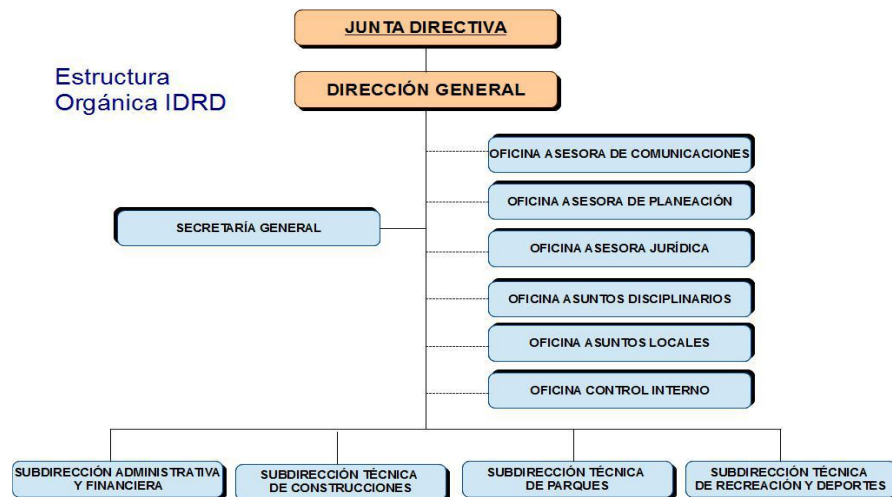 JUNTA DIRECTIVA
Estructura
Orgánica IDRD
DIRECCIÓN GENERAL
OFICINA ASESORA DE COMUNICACIONES
OFICINA ASESORA DE PLANEACIÓN
SECRETARÍA GENERAL
OFICINA ASESORA JURÍDICA
OFICINA ASUNTOS DISCIPLINARIOS
OFICINA ASUNTOS LOCALES
OFICINA CONTROL INTERNO
SUBDIRECCIÓN ADMINISTRATIVA
Y FINANCIERA
SUBDIRECCIÓN TÉCNICA
DE CONSTRUCCIONES
SUBDIRECCIÓN TÉCNICA
DE PARQUES
SUBDIRECCIÓN TÉCNICA
DE RECREACIÓN Y DEPORTES